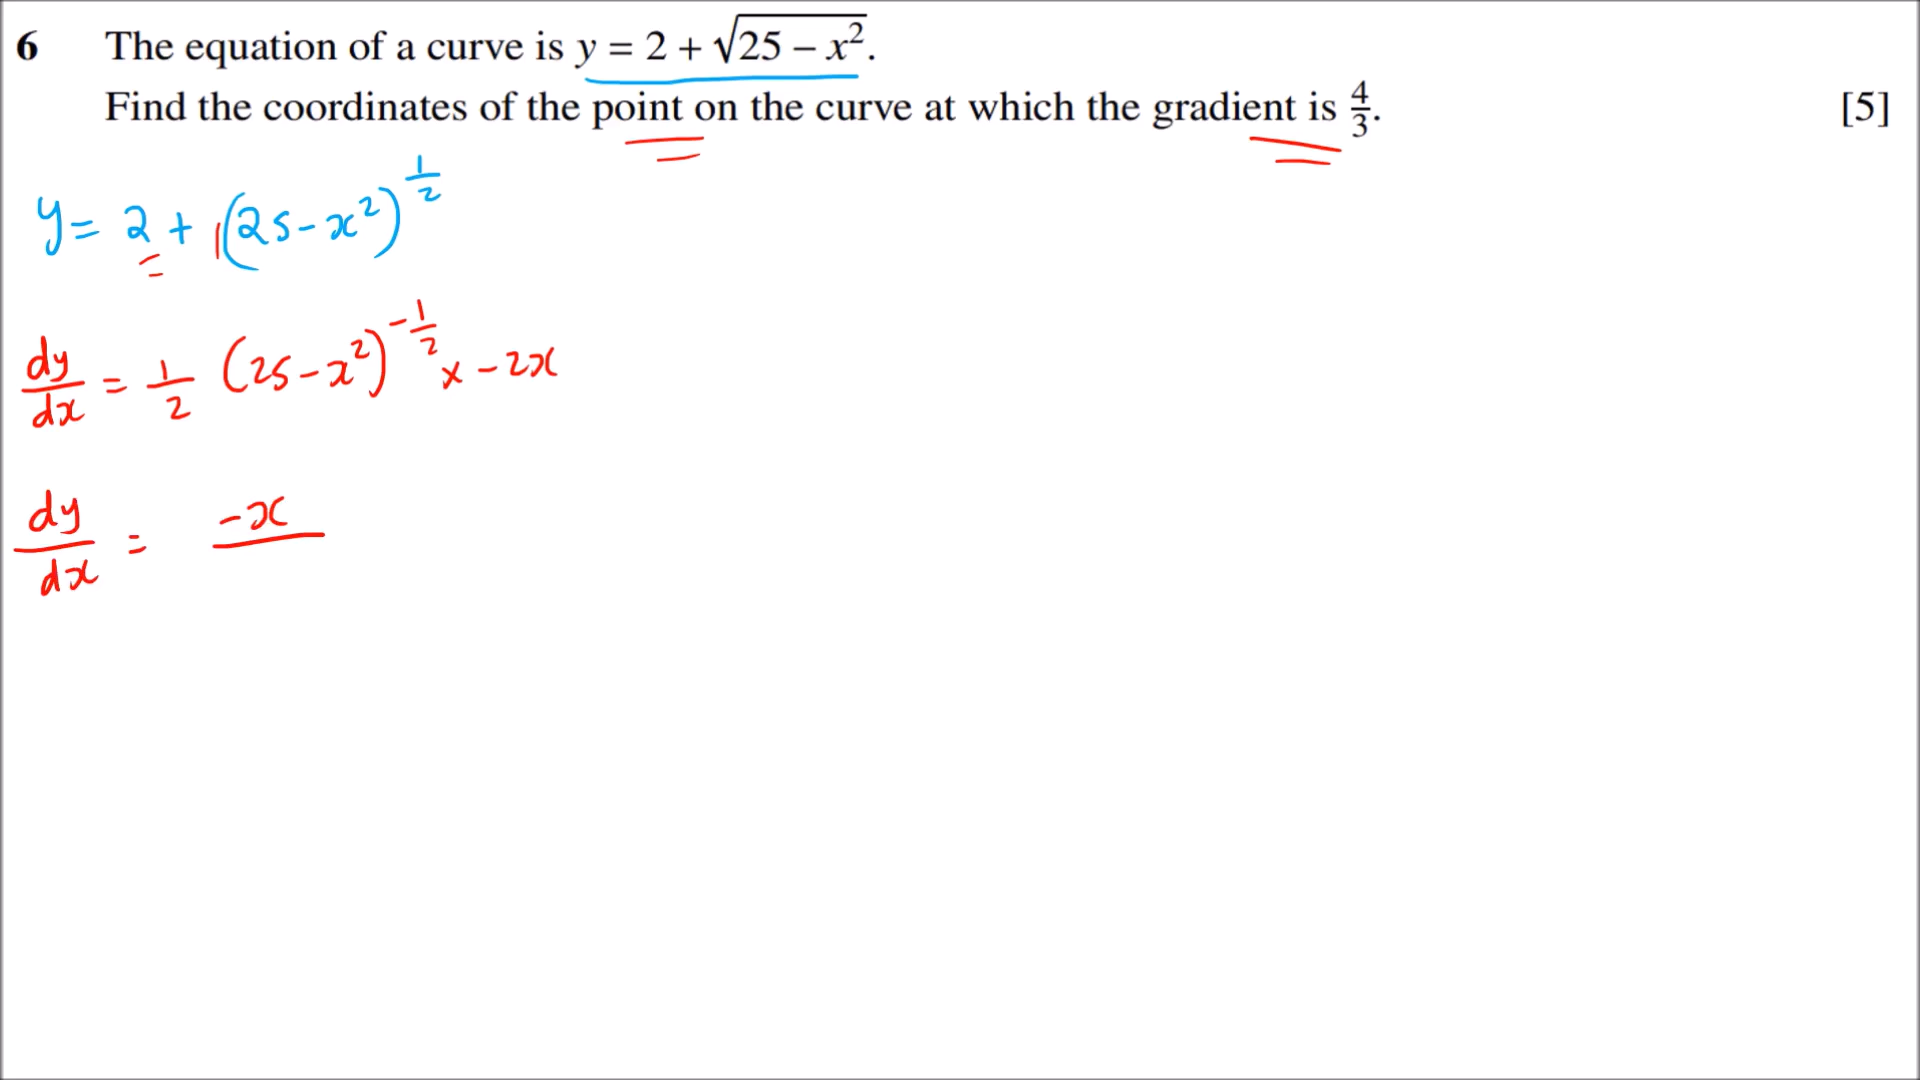 6 The equation of a curve is y = 2 + √(25 − x²).
Find the coordinates of the point on the curve at which the gradient is 4/3. [5]
y = 2 + 1(25 − x²)^(1/2)
dy/dx = 1/2 (25 − x²)^(−1/2) × −2x
dy/dx = −x